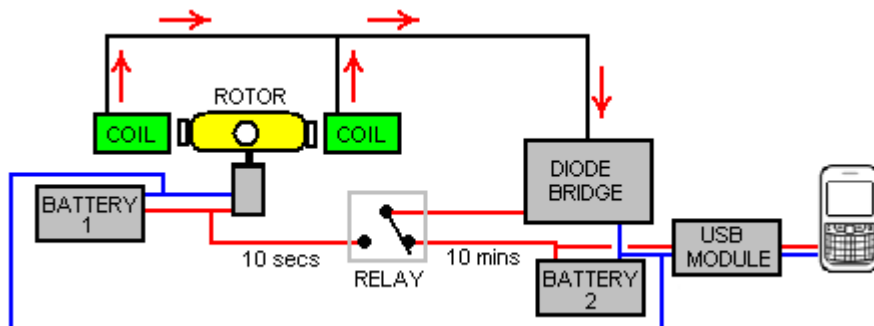 ROTOR
COIL
COIL
DIODE
BRIDGE
BATTERY
1
USB
MODULE
10 secs
10 mins
RELAY
BATTERY
2